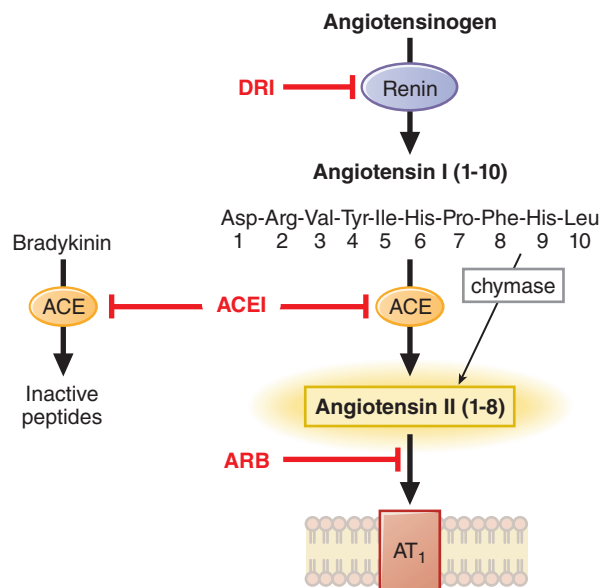 Angiotensinogen
DRI
Renin
Angiotensin I (1-10)
Asp-Arg-Val-Tyr-Ile-His-Pro-Phe-His-Leu
1 2 3 4 5 6 7 8 9 10
Bradykinin
chymase
ACE
ACEI
ACE
Inactive
peptides
Angiotensin II (1-8)
ARB
AT1